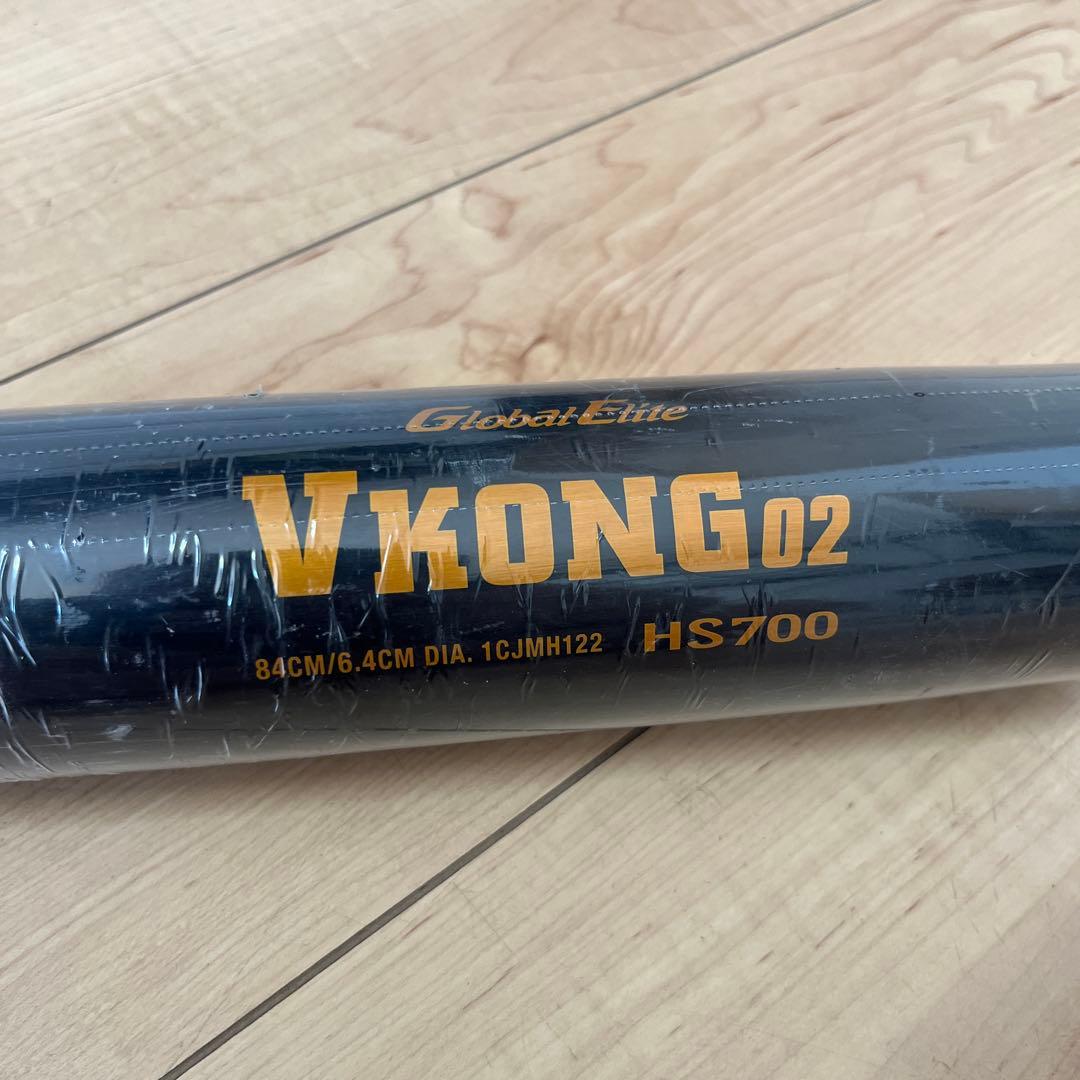 Global Elite
VKONG02
84CM/6.4CM DIA. 1CJMH122 HS700